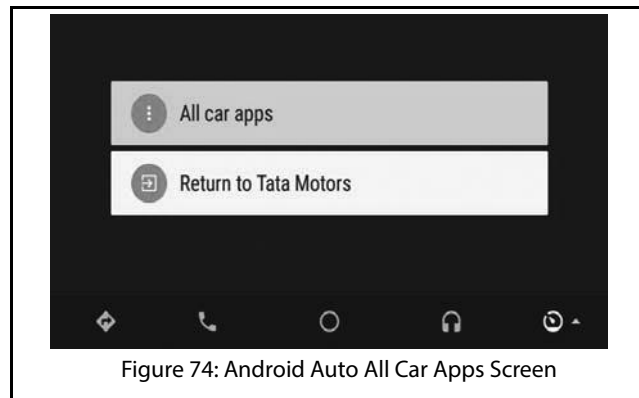 All car apps
Return to Tata Motors
Figure 74: Android Auto All Car Apps Screen